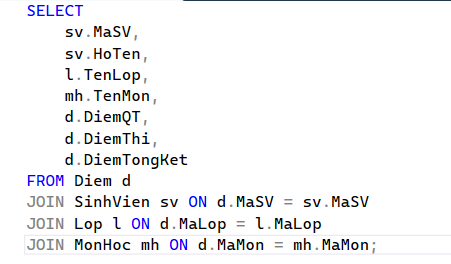 SELECT
sv.MaSV,
sv.HoTen,
l.TenLop,
mh.TenMon,
d.DiemQT,
d.DiemThi,
d.DiemTongKet
FROM Diem d
JOIN SinhVien sv ON d.MaSV = sv.MaSV
JOIN Lop l ON d.MaLop = l.MaLop
JOIN MonHoc mh ON d.MaMon = mh.MaMon;